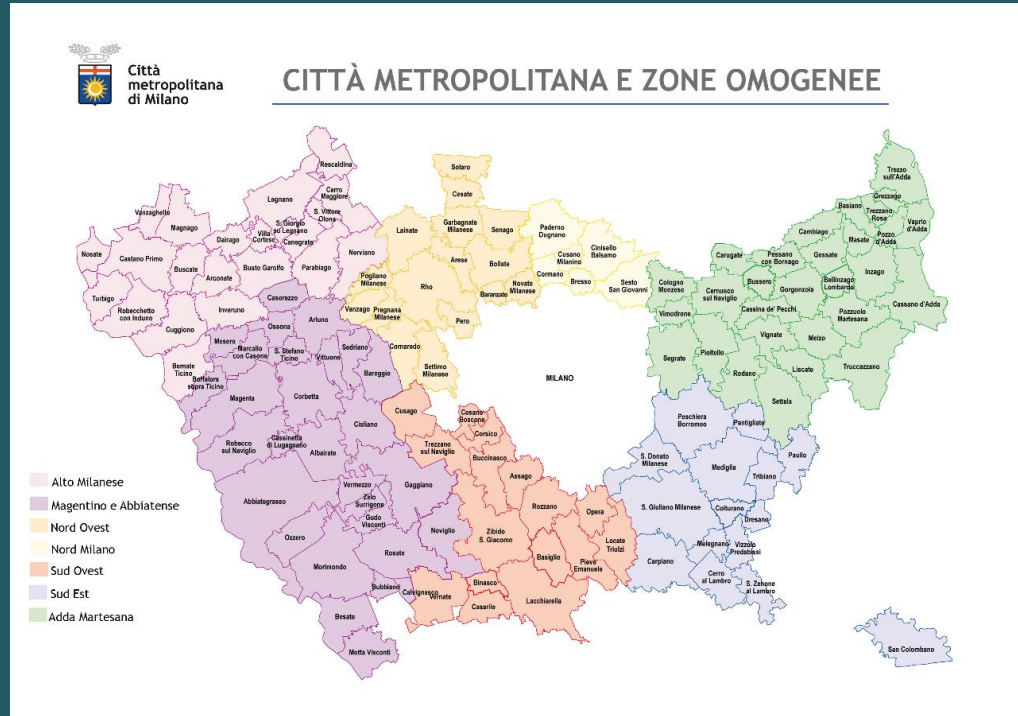 Città
metropolitana
di Milano
CITTÀ METROPOLITANA E ZONE OMOGENEE
Rescaldina
Cerro
Maggiore
Legnano
S. Vittore
Olona
S. Giorgio
su Legnano
Villa
Cortese
Canegrate
Vanzaghello
Magnago
Dairago
Nosate
Castano Primo
Buscate
Arconate
Busto Garolfo
Parabiago
Nerviano
Turbigo
Robecchetto
con Induno
Cuggiono
Inveruno
Bernate
Ticino
Casorezzo
Ossona
Arluno
Mesero
Marcallo
con Casone
S. Stefano
Ticino
Vittuone
Sedriano
Bareggio
Boffalora
sopra Ticino
Magenta
Corbetta
Cisliano
Robecco
sul Naviglio
Cassinetta
di Lugagnano
Albairate
Abbiategrasso
Vermezzo
Zelo
Surrigone
Gudo
Visconti
Gaggiano
Noviglio
Ozzero
Morimondo
Rosate
Bubbiano
Calvignasco
Besate
Motta Visconti
Solaro
Cesate
Lainate
Garbagnate
Milanese
Senago
Arese
Bollate
Pogliano
Milanese
Rho
Novate
Milanese
Baranzate
Vanzago
Pregnana
Milanese
Pero
Cornaredo
Settimo
Milanese
Paderno
Dugnano
Cusano
Milanino
Cinisello
Balsamo
Cormano
Bresso
Sesto
San Giovanni
MILANO
Cusago
Cesano
Boscone
Corsico
Trezzano
sul Naviglio
Buccinasco
Assago
Rozzano
Opera
Zibido
S. Giacomo
Locate
Triulzi
Basiglio
Pieve
Emanuele
Binasco
Vernate
Casarile
Lacchiarella
Trezzo
sull'Adda
Grezzago
Basiano
Trezzano
Rosa
Vaprio
d'Adda
Pozzo
d'Adda
Cambiago
Masate
Carugate
Pessano
con Bornago
Gessate
Cologno
Monzese
Cernusco
sul Naviglio
Bussero
Gorgonzola
Bellinzago
Lombardo
Inzago
Cassano d'Adda
Vimodrone
Cassina de' Pecchi
Pozzuolo
Martesana
Vignate
Melzo
Segrate
Pioltello
Rodano
Liscate
Truccazzano
Settala
Peschiera
Borromeo
Pantigliate
S. Donato
Milanese
Mediglia
Paullo
Tribiano
S. Giuliano Milanese
Colturano
Dresano
Melegnano
Vizzolo
Predabissi
Carpiano
Cerro
al Lambro
S. Zenone
al Lambro
San Colombano
Alto Milanese
Magentino e Abbiatense
Nord Ovest
Nord Milano
Sud Ovest
Sud Est
Adda Martesana